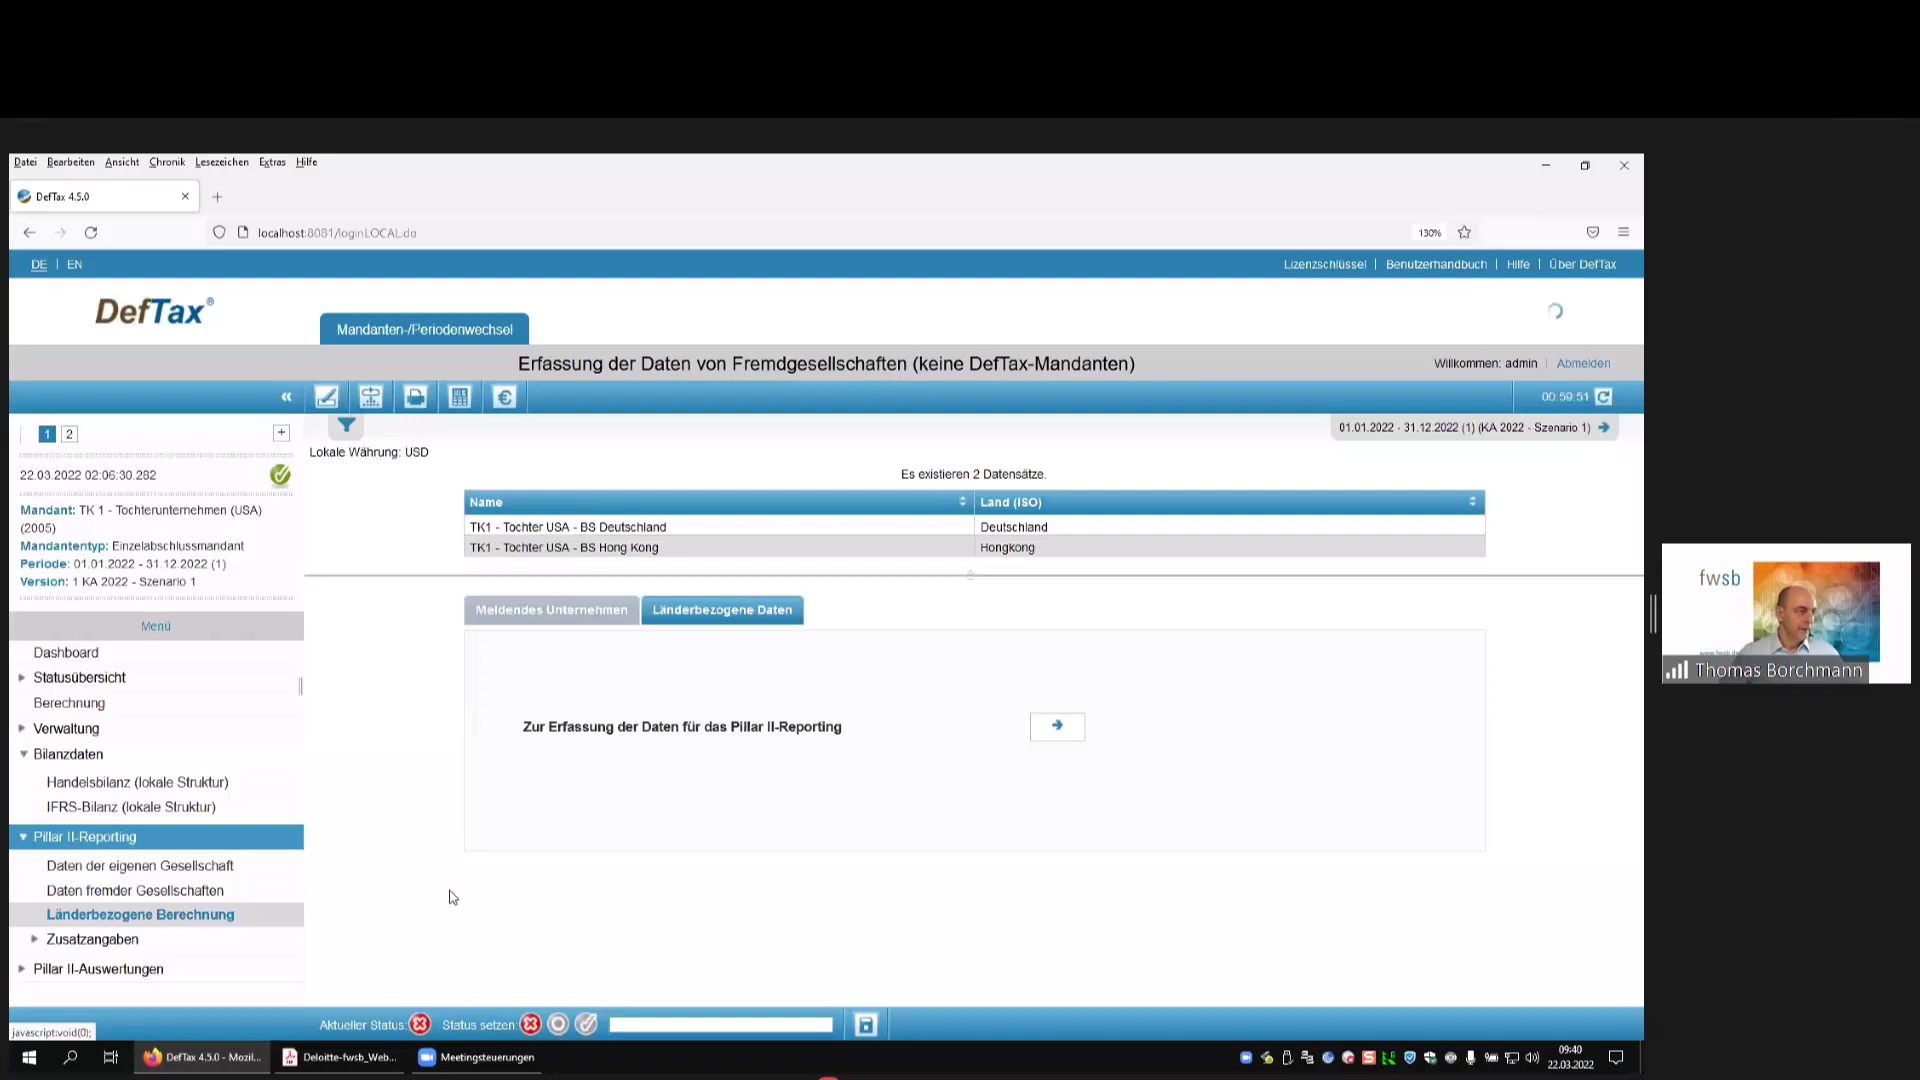 Datei Bearbeiten Ansicht Chronik Lesezeichen Extras Hilfe
DefTax 4.5.0
localhost:8081/loginLOCAL.do
130%
DE | EN
Lizenzschlüssel | Benutzerhandbuch | Hilfe | Über DefTax
DefTax®
Mandanten-/Periodenwechsel
Erfassung der Daten von Fremdgesellschaften (keine DefTax-Mandanten)
Willkommen: admin
Abmelden
«
00:59:51
1 2
+
01.01.2022 - 31.12.2022 (1) (KA 2022 - Szenario 1)
Lokale Währung: USD
22.03.2022 02:06:30.282
Es existieren 2 Datensätze.
Name
Land (ISO)
TK1 - Tochter USA - BS Deutschland
Deutschland
TK1 - Tochter USA - BS Hong Kong
Hongkong
Mandant: TK 1 - Tochterunternehmen (USA)
(2005)
Mandantentyp: Einzelabschlussmandant
Periode: 01.01.2022 - 31.12.2022 (1)
Version: 1 KA 2022 - Szenario 1
Menü
Dashboard
Statusübersicht
Berechnung
Verwaltung
Bilanzdaten
Handelsbilanz (lokale Struktur)
IFRS-Bilanz (lokale Struktur)
Pillar II-Reporting
Daten der eigenen Gesellschaft
Daten fremder Gesellschaften
Länderbezogene Berechnung
Zusatzangaben
Pillar II-Auswertungen
Meldendes Unternehmen
Länderbezogene Daten
Zur Erfassung der Daten für das Pillar II-Reporting
fwsb
Thomas Borchmann
Aktueller Status:
Status setzen:
javascript:void(0);
DefTax 4.5.0 - Mozil...
Deloitte-fwsb_Web...
Meetingsteuerungen
09:40
22.03.2022